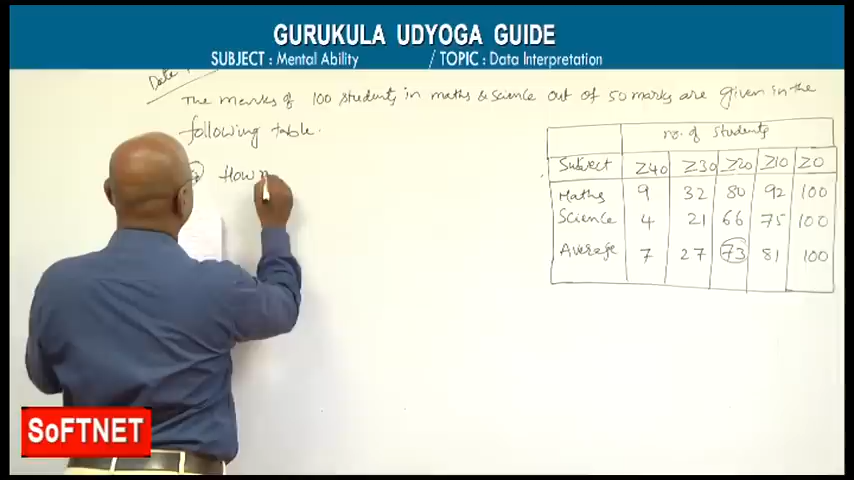 GURUKULA UDYOGA GUIDE
SUBJECT : Mental Ability / TOPIC : Data Interpretation
The marks of 100 students in maths & science out of 50 marks are given in the
following table.
How
no. of students
Subject ≥40 ≥30 ≥20 ≥10 ≥0
Maths 9 32 80 92 100
Science 4 21 66 75 100
Average 7 27 73 81 100
SoFTNET